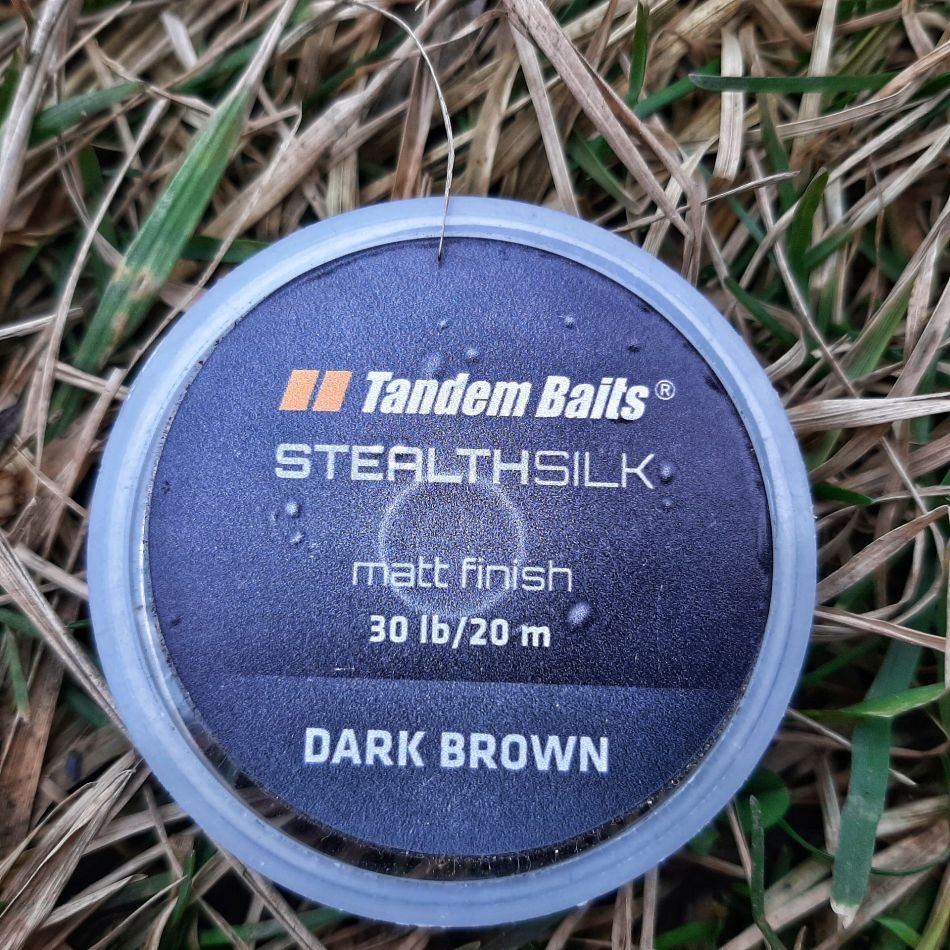 Tandem Baits®
STEALTHSILK
matt finish
30 lb/20 m
DARK BROWN